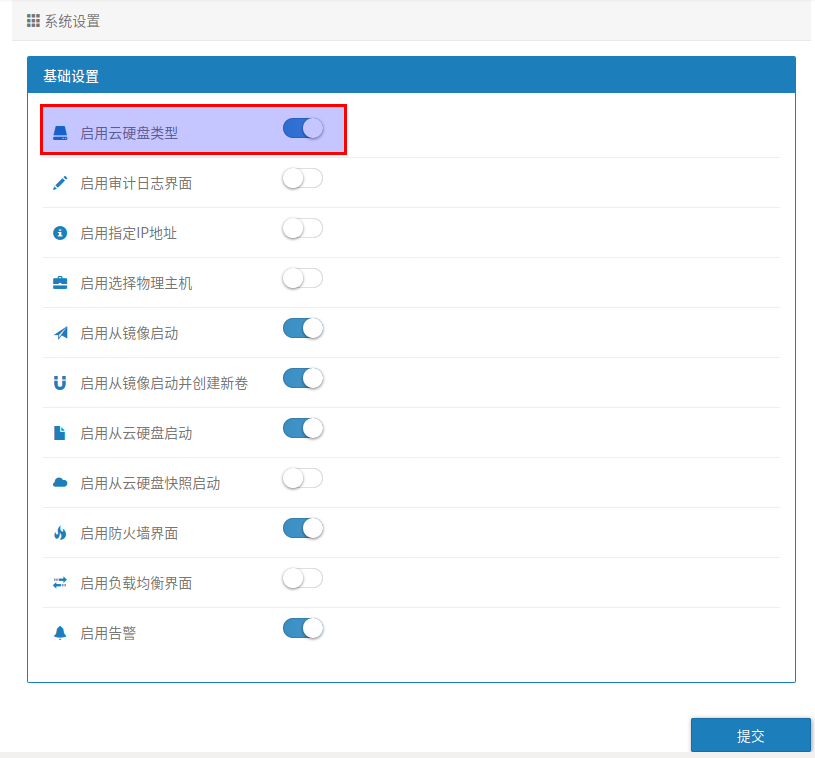 系统设置
基础设置
启用云硬盘类型
启用审计日志界面
启用指定IP地址
启用选择物理主机
启用从镜像启动
启用从镜像启动并创建新卷
启用从云硬盘启动
启用从云硬盘快照启动
启用防火墙界面
启用负载均衡界面
启用告警
提交